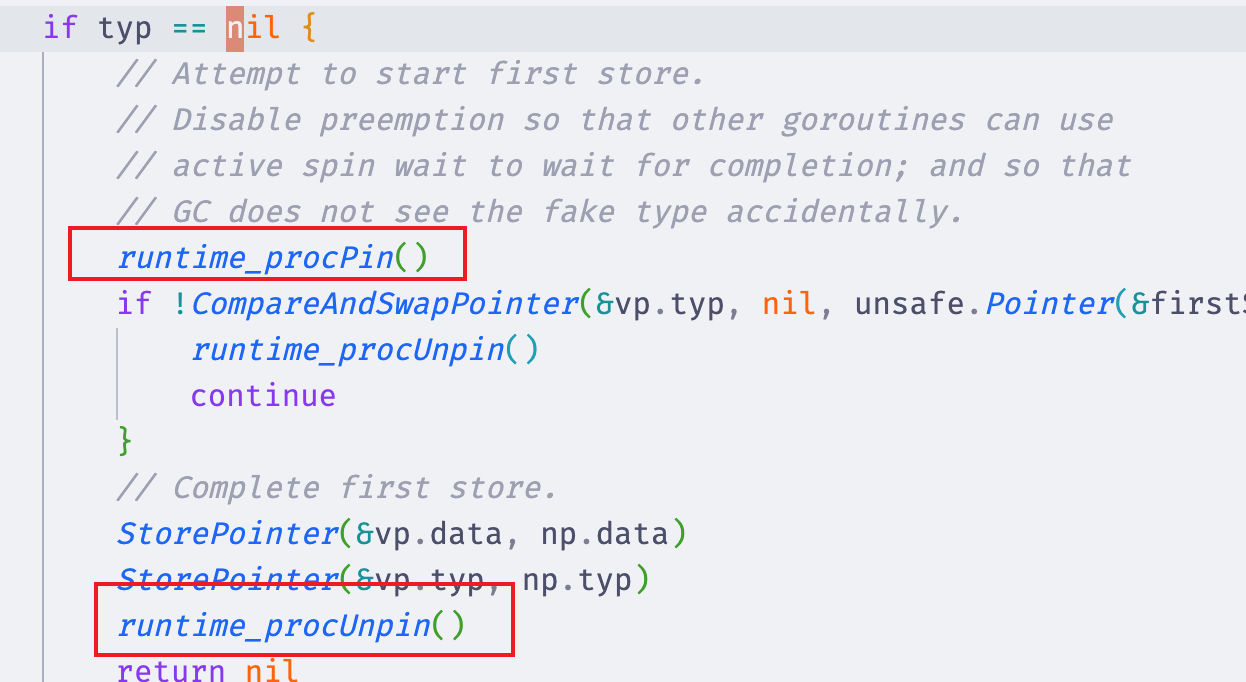 if typ == nil {
// Attempt to start first store.
// Disable preemption so that other goroutines can use
// active spin wait to wait for completion; and so that
// GC does not see the fake type accidentally.
runtime_procPin()
if !CompareAndSwapPointer(&vp.typ, nil, unsafe.Pointer(&first
runtime_procUnpin()
continue
}
// Complete first store.
StorePointer(&vp.data, np.data)
StorePointer(&vp.typ, np.typ)
runtime_procUnpin()
return nil